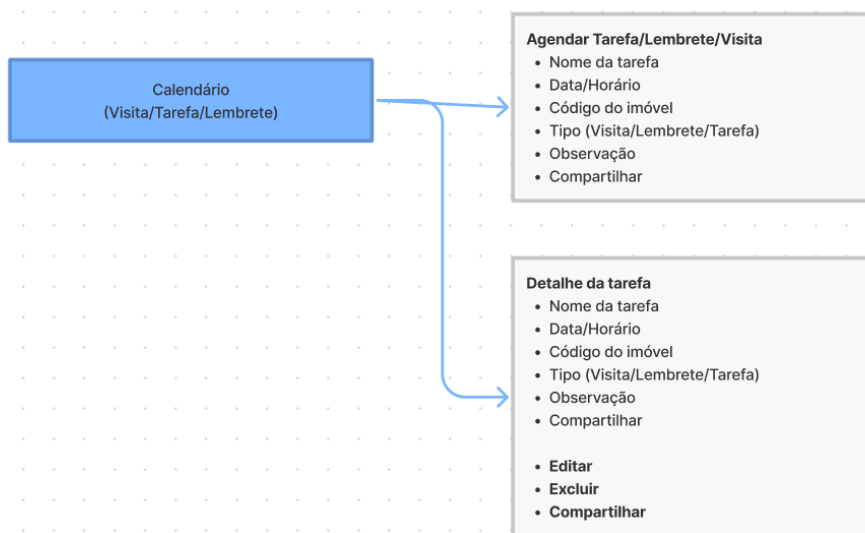 Calendário
(Visita/Tarefa/Lembrete)
Agendar Tarefa/Lembrete/Visita
• Nome da tarefa
• Data/Horário
• Código do imóvel
• Tipo (Visita/Lembrete/Tarefa)
• Observação
• Compartilhar
Detalhe da tarefa
• Nome da tarefa
• Data/Horário
• Código do imóvel
• Tipo (Visita/Lembrete/Tarefa)
• Observação
• Compartilhar
• Editar
• Excluir
• Compartilhar